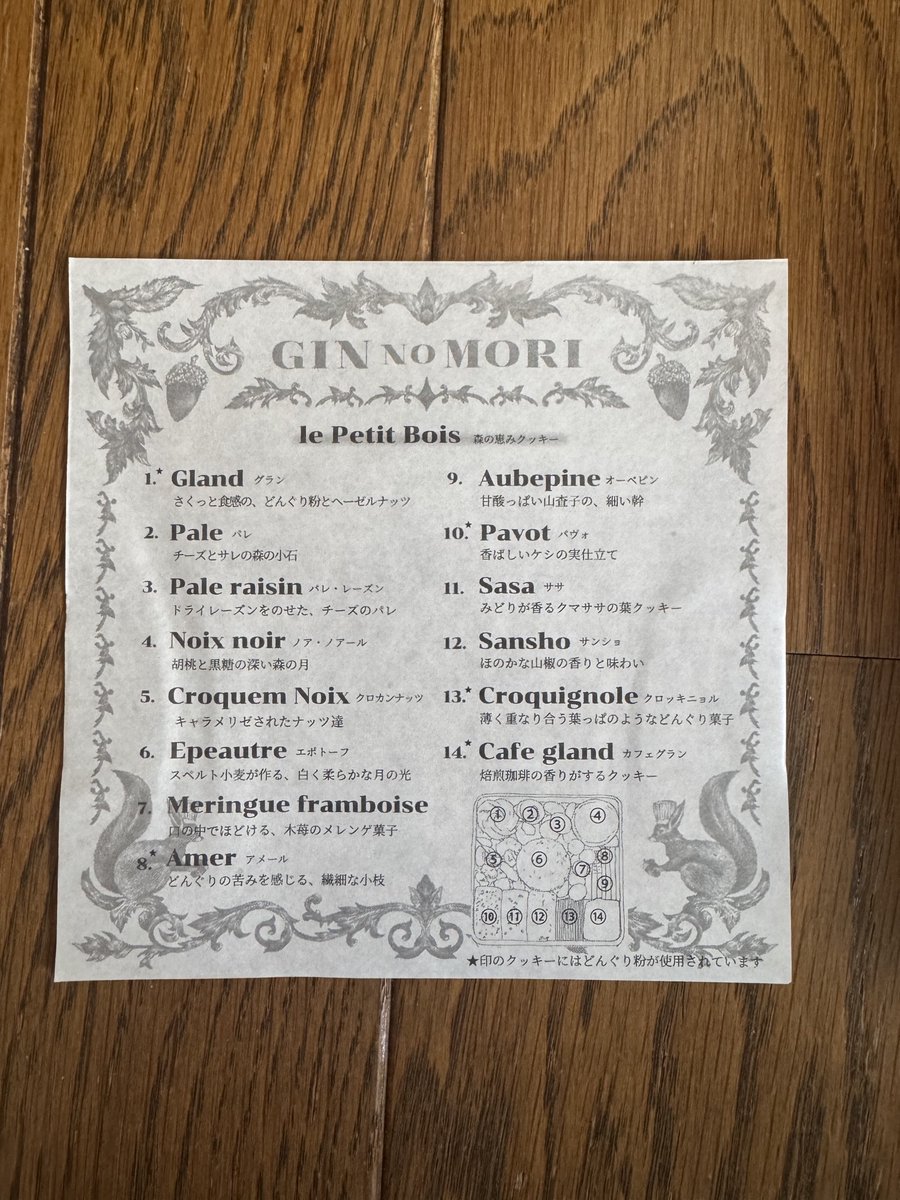 GIN NO MORI
le Petit Bois 森の恵みクッキー
1.★ Gland グラン
さくっと食感の、どんぐり粉とヘーゼルナッツ
2. Pale パレ
チーズとサレの森の小石
3. Pale raisin パレ・レーズン
ドライレーズンをのせた、チーズのパレ
4. Noix noir ノア・ノアール
胡桃と黒糖の深い森の月
5. Croquem Noix クロカンナッツ
キャラメリゼされたナッツ達
6. Epeautre エポトーフ
スペルト小麦が作る、白く柔らかな月の光
7. Meringue framboise
口の中でほどける、木苺のメレンゲ菓子
8.★ Amer アメール
どんぐりの苦みを感じる、繊細な小枝
9. Aubepine オーベピン
甘酸っぱい山査子の、細い幹
10.★ Pavot パヴォ
香ばしいケシの実仕立て
11. Sasa ササ
みどりが香るクマササの葉クッキー
12. Sansho サンショ
ほのかな山椒の香りと味わい
13.★ Croquignole クロッキニョル
薄く重なり合う葉っぱのようなどんぐり菓子
14.★ Cafe gland カフェグラン
焙煎珈琲の香りがするクッキー
① ② ③ ④
⑤ ⑥ ⑦ ⑧
⑨
⑩ ⑪ ⑫ ⑬ ⑭
★印のクッキーにはどんぐり粉が使用されています